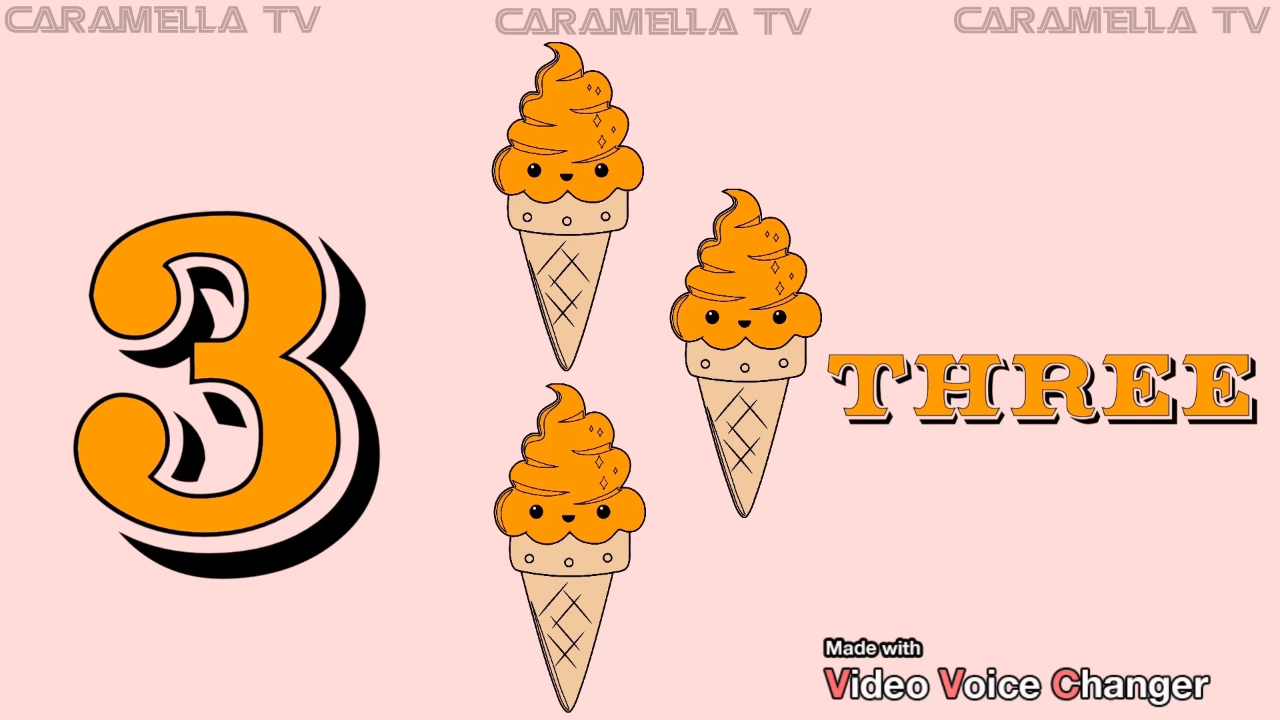 CARAMELLA TV CARAMELLA TV CARAMELLA TV
3
THREE
Made with
Video Voice Changer